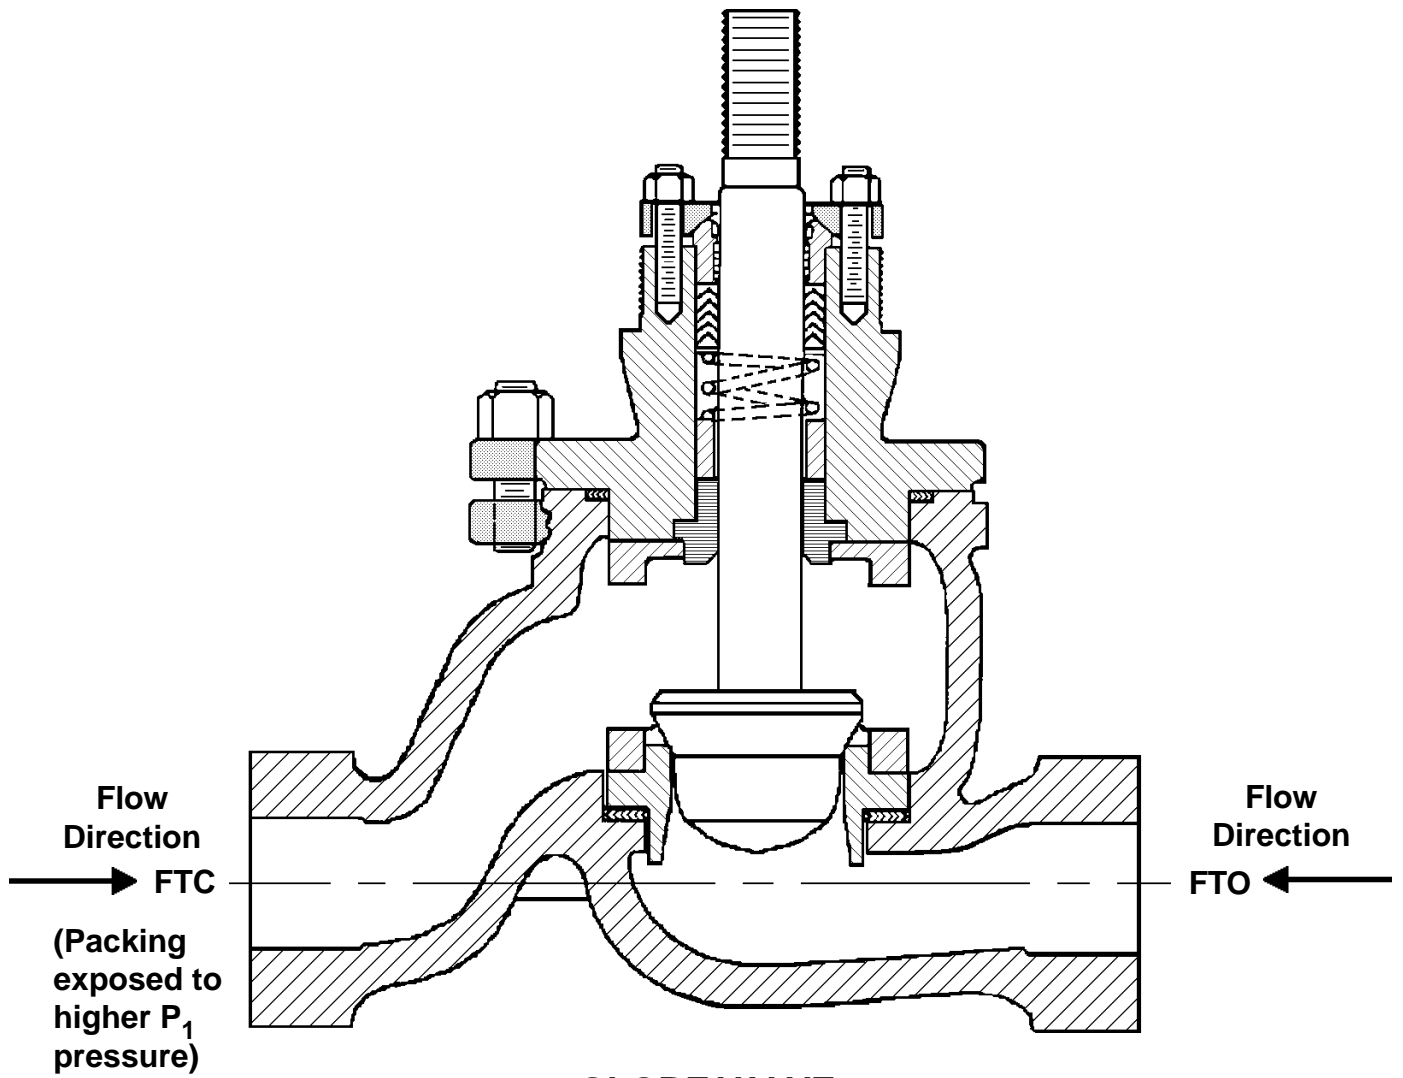 Flow
Direction
FTC
(Packing
exposed to
higher P1
pressure)
Flow
Direction
FTO